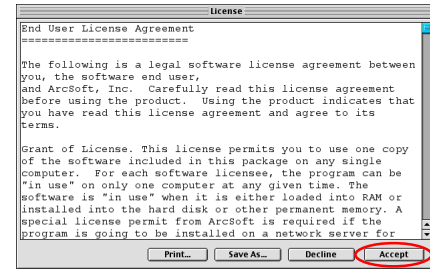 License
End User License Agreement
==========================
The following is a legal software license agreement between
you, the software end user,
and ArcSoft, Inc.  Carefully read this license agreement
before using the product.  Using the product indicates that
you have read this license agreement and agree to its
terms.
Grant of License. This license permits you to use one copy
of the software included in this package on any single
computer.  For each software licensee, the program can be
"in use" on only one computer at any given time. The
software is "in use" when it is either loaded into RAM or
installed into the hard disk or other permanent memory. A
special license permit from ArcSoft is required if the
program is going to be installed on a network server for
Print... Save As... Decline Accept